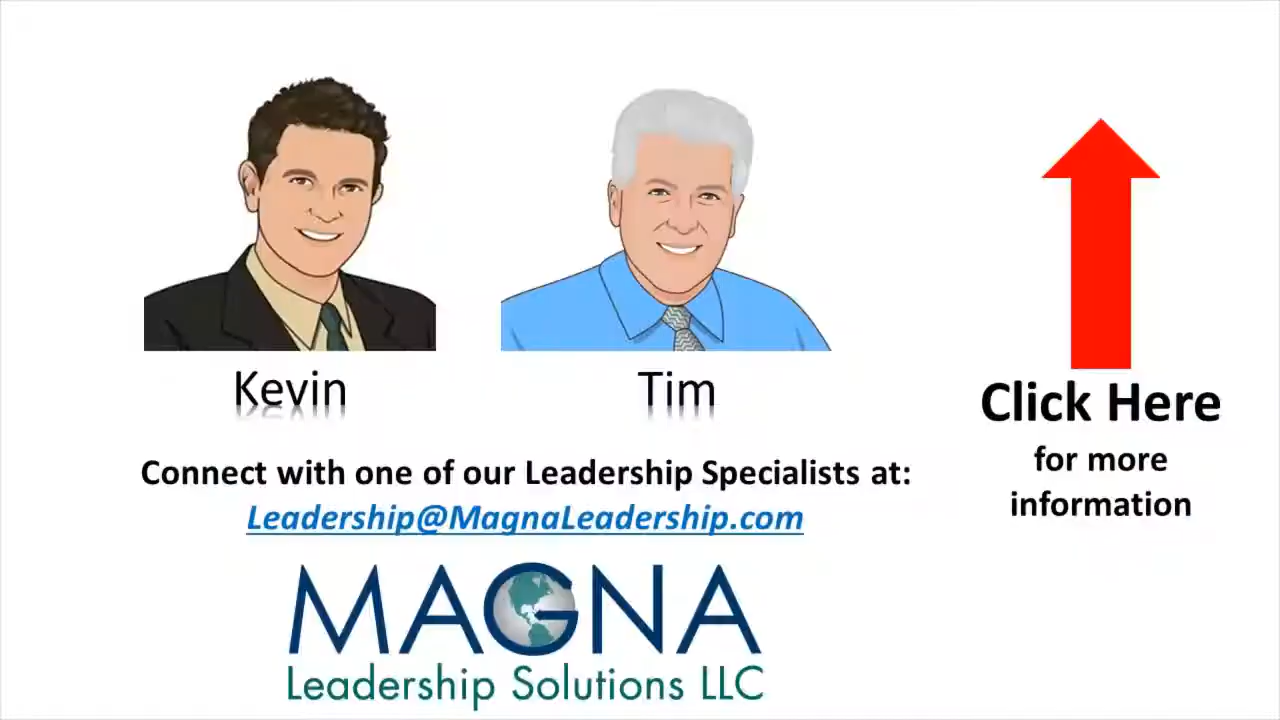 Kevin
Tim
Click Here
for more
information
Connect with one of our Leadership Specialists at:
Leadership@MagnaLeadership.com
MAGNA
Leadership Solutions LLC